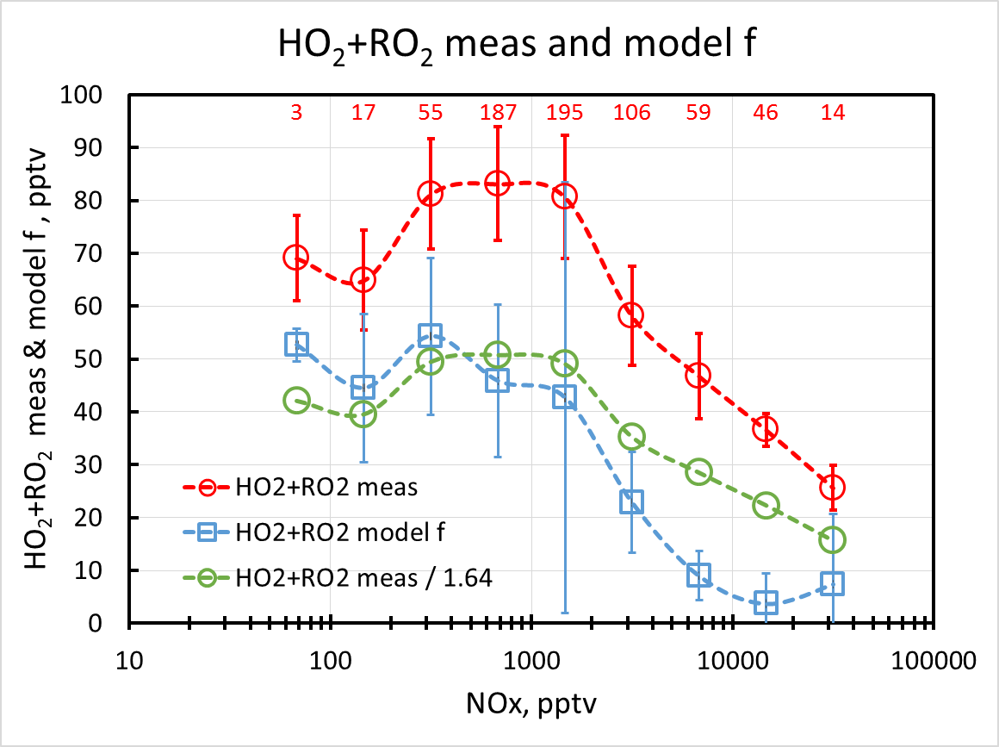 HO₂+RO₂ meas and model f
3 17 55 187 195 106 59 46 14
100
90
80
70
60
50
40
30
20
10
0
HO₂+RO₂ meas & model f , pptv
HO2+RO2 meas
HO2+RO2 model f
HO2+RO2 meas / 1.64
10 100 1000 10000 100000
NOx, pptv